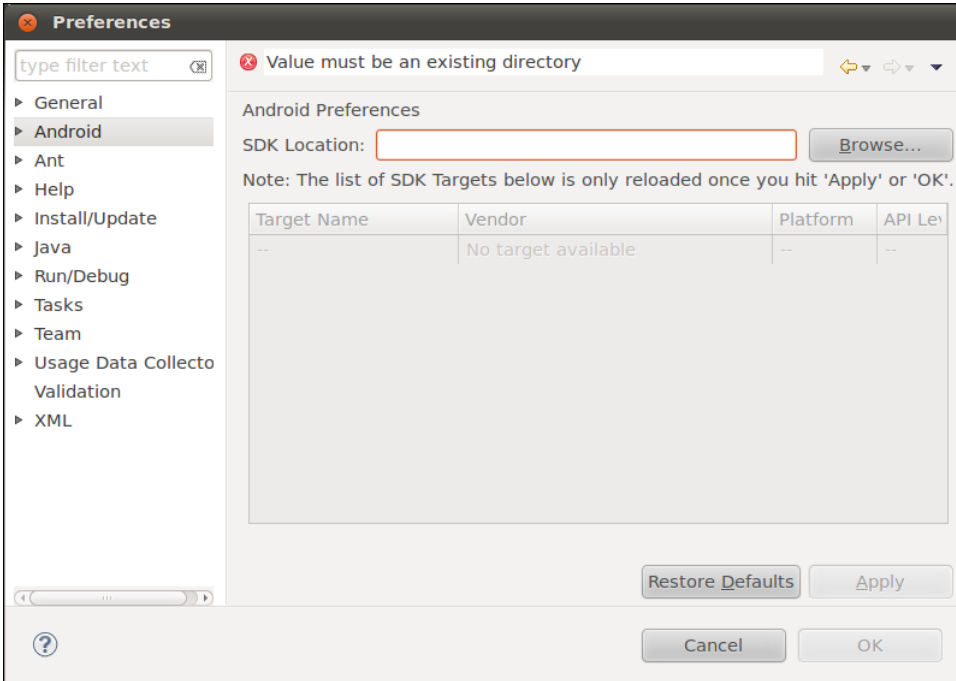 Preferences
type filter text
General
Android
Ant
Help
Install/Update
Java
Run/Debug
Tasks
Team
Usage Data Collecto
Validation
XML
Value must be an existing directory
Android Preferences
SDK Location: Browse...
Note: The list of SDK Targets below is only reloaded once you hit 'Apply' or 'OK'.
Target Name Vendor Platform API Lev
-- No target available -- --
Restore Defaults Apply
Cancel OK